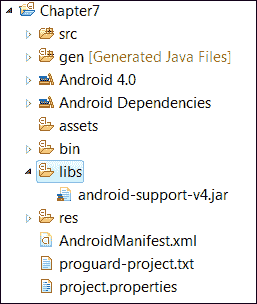 Chapter7
src
gen [Generated Java Files]
Android 4.0
Android Dependencies
assets
bin
libs
android-support-v4.jar
res
AndroidManifest.xml
proguard-project.txt
project.properties